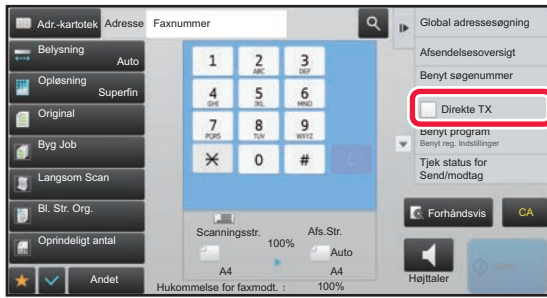 Adr.-kartotek
Adresse
Faxnummer
Belysning
Auto
Opløsning
Superfin
Original
Byg Job
Langsom Scan
Bl. Str. Org.
Oprindeligt antal
Andet
1
2
ABC
3
DEF
4
GHI
5
JKL
6
MNO
7
PQRS
8
TUV
9
WXYZ
0
#
C
Scanningsstr.
100%
Afs.Str.
Auto
A4
A4
Hukommelse for faxmodt. : 100%
Global adressesøgning
Afsendelsesoversigt
Benyt søgenummer
Direkte TX
Benyt program
Benyt reg. Indstillinger
Tjek status for
Send/modtag
Forhåndsvis
CA
Højttaler
Start